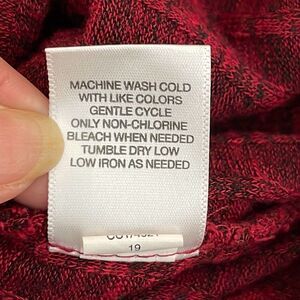 MACHINE WASH COLD
WITH LIKE COLORS
GENTLE CYCLE
ONLY NON-CHLORINE
BLEACH WHEN NEEDED
TUMBLE DRY LOW
LOW IRON AS NEEDED
19